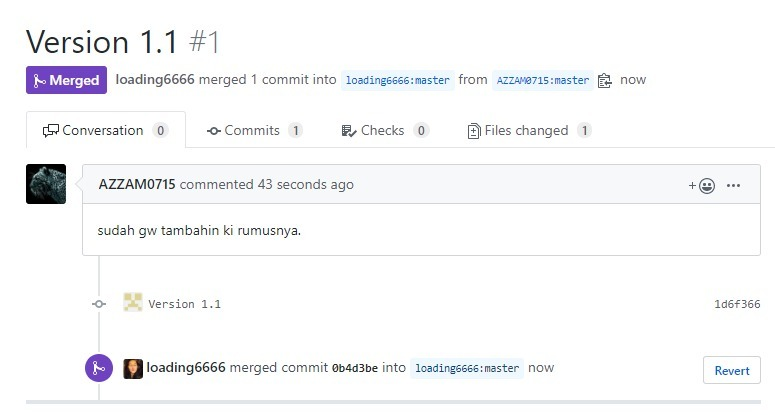 Version 1.1 #1
Merged loading6666 merged 1 commit into loading6666:master from AZZAM0715:master now
Conversation 0 Commits 1 Checks 0 Files changed 1
AZZAM0715 commented 43 seconds ago
sudah gw tambahin ki rumusnya.
Version 1.1 1d6f366
loading6666 merged commit 0b4d3be into loading6666:master now Revert